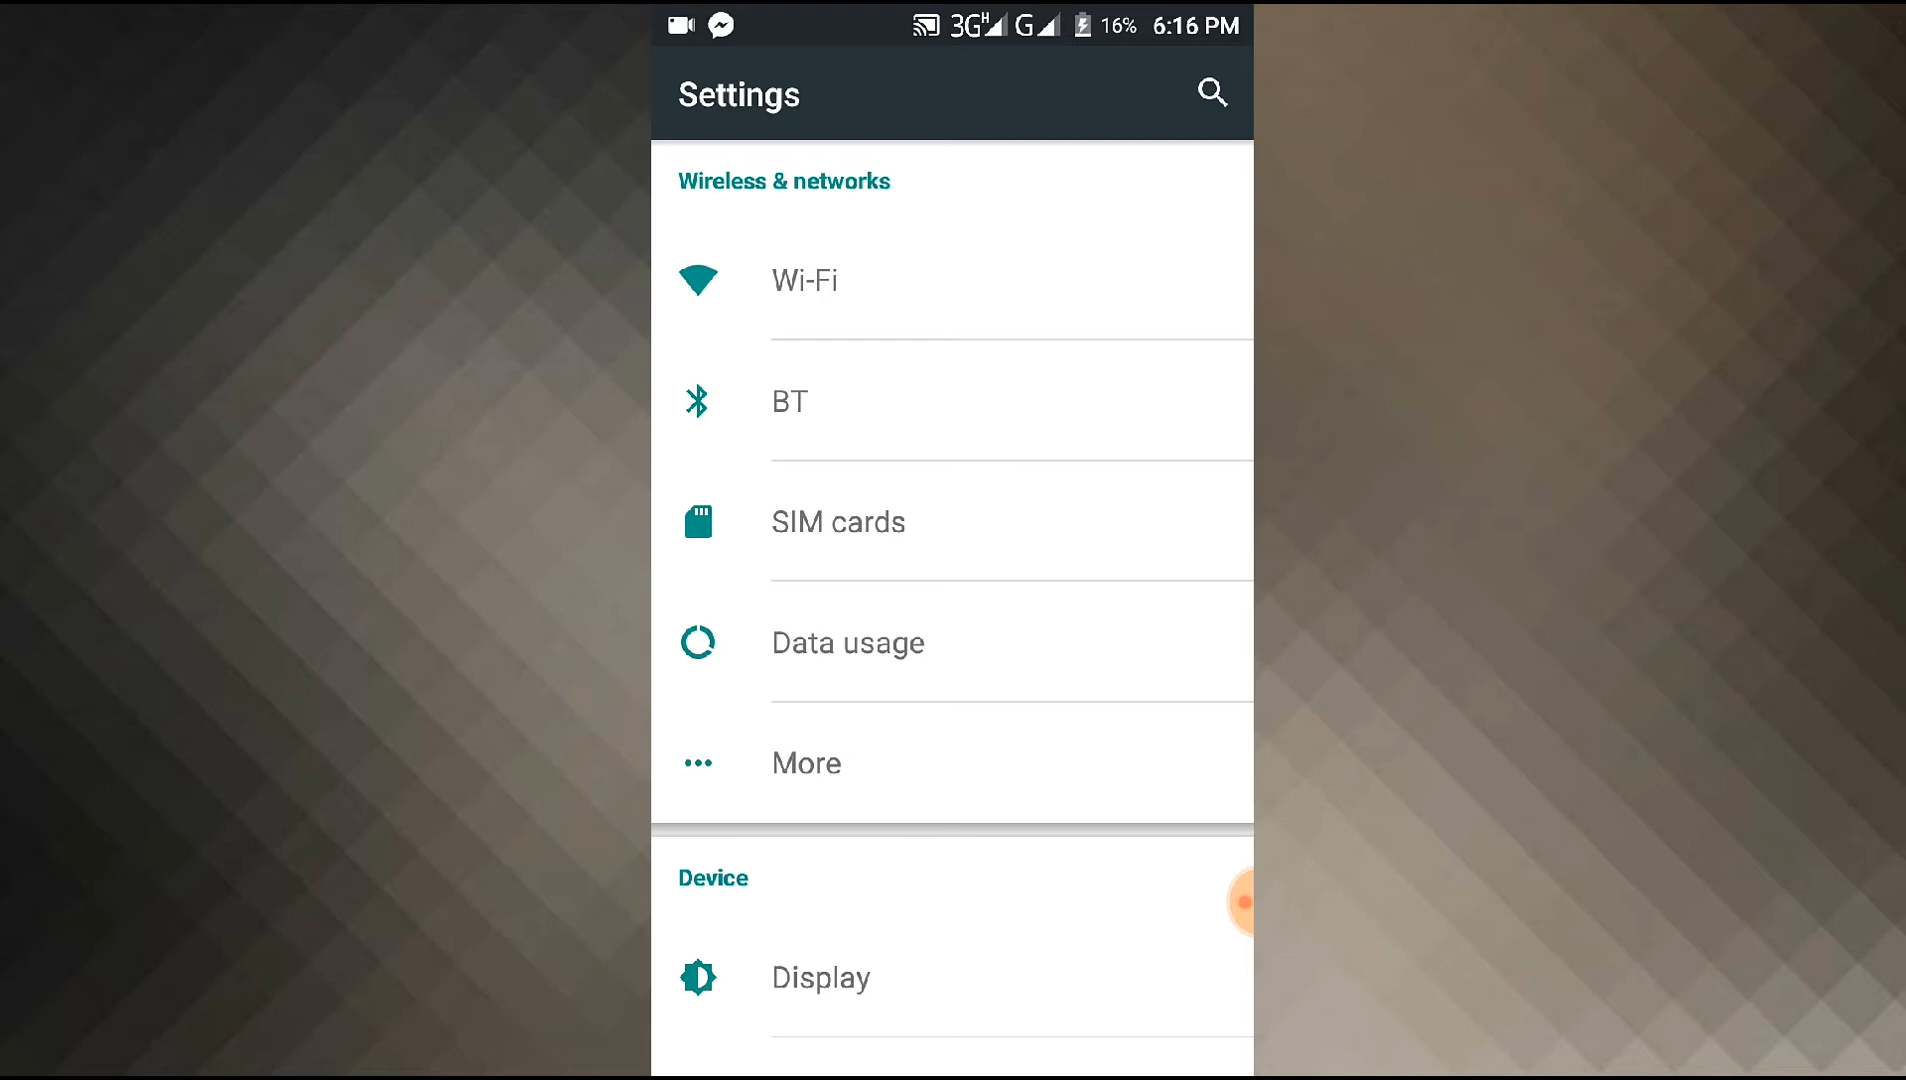 3G H G 16% 6:16 PM
Settings
Wireless & networks
Wi-Fi
BT
SIM cards
Data usage
More
Device
Display